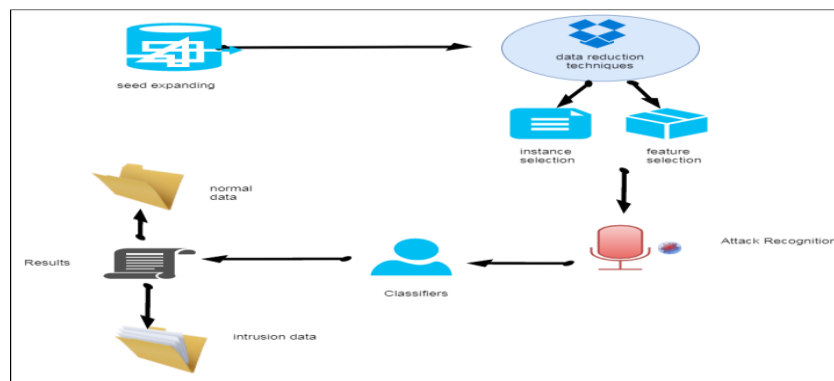 seed expanding
data reduction
techniques
instance
selection
feature
selection
normal
data
Attack Recognition
Results
Classifiers
intrusion data